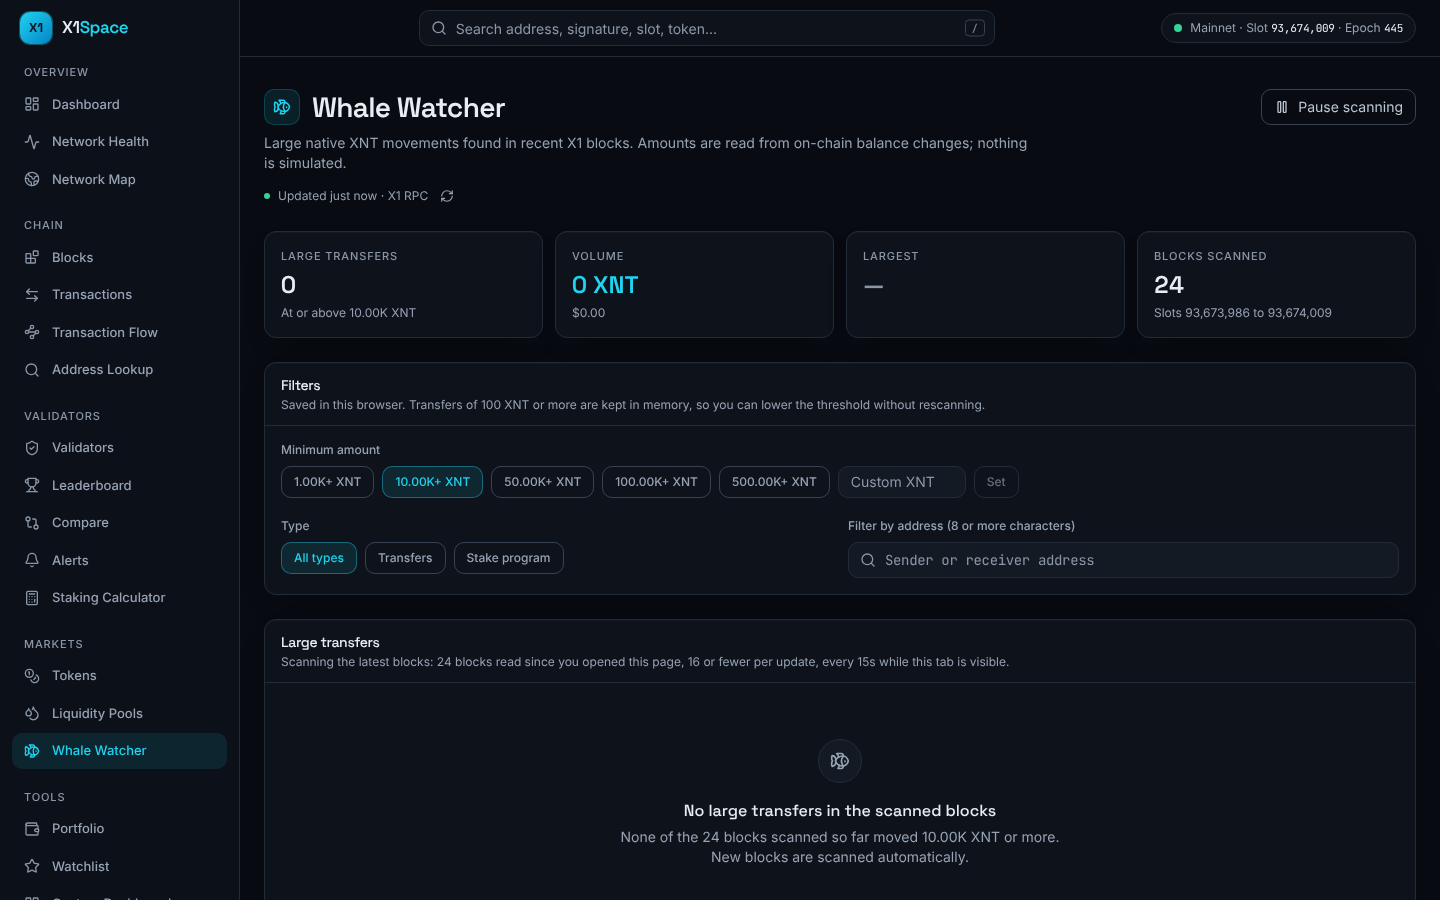 X1
X1Space
Search address, signature, slot, token...
/
Mainnet · Slot 93,674,009 · Epoch 445
OVERVIEW
Dashboard
Network Health
Network Map
CHAIN
Blocks
Transactions
Transaction Flow
Address Lookup
VALIDATORS
Validators
Leaderboard
Compare
Alerts
Staking Calculator
MARKETS
Tokens
Liquidity Pools
Whale Watcher
TOOLS
Portfolio
Watchlist
Whale Watcher
Pause scanning
Large native XNT movements found in recent X1 blocks. Amounts are read from on-chain balance changes; nothing
is simulated.
Updated just now · X1 RPC
LARGE TRANSFERS
0
At or above 10.00K XNT
VOLUME
0 XNT
$0.00
LARGEST
—
BLOCKS SCANNED
24
Slots 93,673,986 to 93,674,009
Filters
Saved in this browser. Transfers of 100 XNT or more are kept in memory, so you can lower the threshold without rescanning.
Minimum amount
1.00K+ XNT
10.00K+ XNT
50.00K+ XNT
100.00K+ XNT
500.00K+ XNT
Custom XNT
Set
Type
All types
Transfers
Stake program
Filter by address (8 or more characters)
Sender or receiver address
Large transfers
Scanning the latest blocks: 24 blocks read since you opened this page, 16 or fewer per update, every 15s while this tab is visible.
No large transfers in the scanned blocks
None of the 24 blocks scanned so far moved 10.00K XNT or more.
New blocks are scanned automatically.